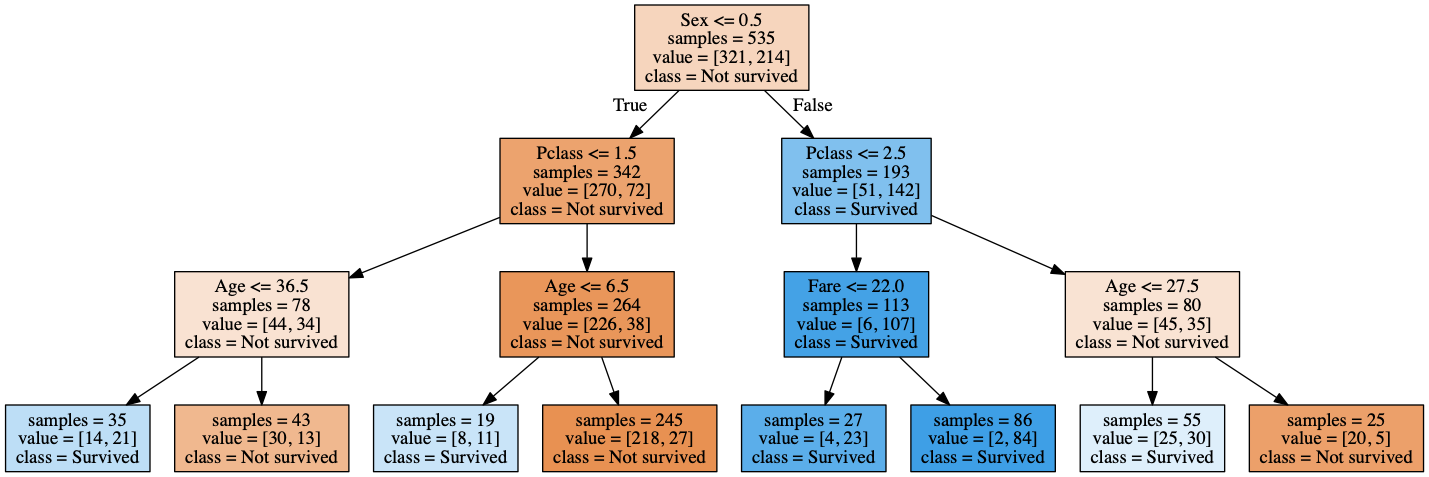 Sex <= 0.5
samples = 535
value = [321, 214]
class = Not survived
True
False
Pclass <= 1.5
samples = 342
value = [270, 72]
class = Not survived
Pclass <= 2.5
samples = 193
value = [51, 142]
class = Survived
Age <= 36.5
samples = 78
value = [44, 34]
class = Not survived
Age <= 6.5
samples = 264
value = [226, 38]
class = Not survived
Fare <= 22.0
samples = 113
value = [6, 107]
class = Survived
Age <= 27.5
samples = 80
value = [45, 35]
class = Not survived
samples = 35
value = [14, 21]
class = Survived
samples = 43
value = [30, 13]
class = Not survived
samples = 19
value = [8, 11]
class = Survived
samples = 245
value = [218, 27]
class = Not survived
samples = 27
value = [4, 23]
class = Survived
samples = 86
value = [2, 84]
class = Survived
samples = 55
value = [25, 30]
class = Survived
samples = 25
value = [20, 5]
class = Not survived